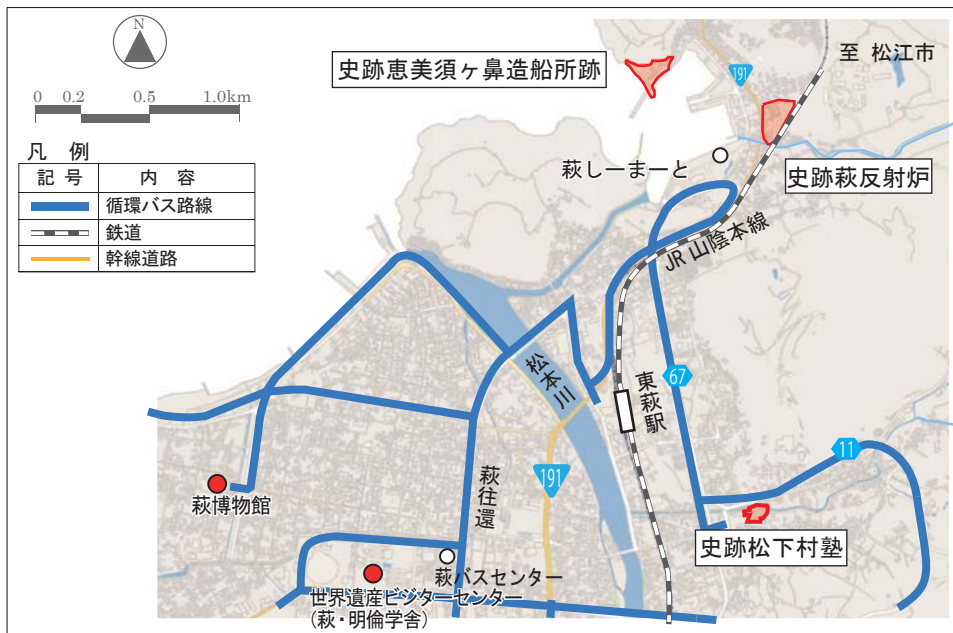 N
0 0.2 0.5 1.0km
凡 例
記 号 内 容
循環バス路線
鉄道
幹線道路
史跡恵美須ヶ鼻造船所跡
191
至 松江市
萩しーまーと
史跡萩反射炉
JR山陰本線
松本川
東萩駅
67
11
191
萩往還
萩博物館
史跡松下村塾
萩バスセンター
世界遺産ビジターセンター
(萩・明倫学舎)